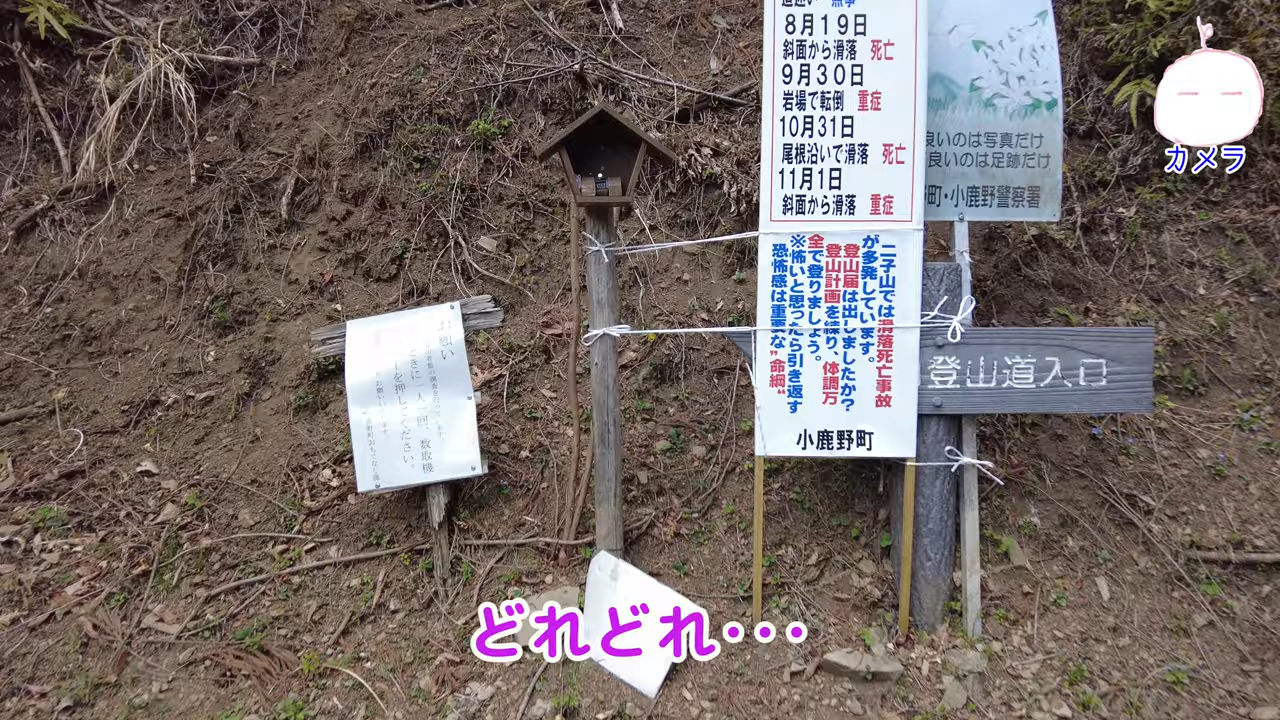 8月19日
斜面から滑落 死亡
9月30日
岩場で転倒 重症
10月31日
尾根沿いで滑落 死亡
11月1日
斜面から滑落 重症
二子山では滑落死亡事故
が多発しています。
登山届は出しましたか?
登山計画を練り、体調万
全で登りましょう。
※怖いと思ったら引き返す
恐怖感は重要な"命綱"
小鹿野町
良いのは写真だけ
良いのは足跡だけ
町・小鹿野警察署
登山道入口
お願い
ときに一人一回、数取機
を押してください。
カメラ
どれどれ・・・